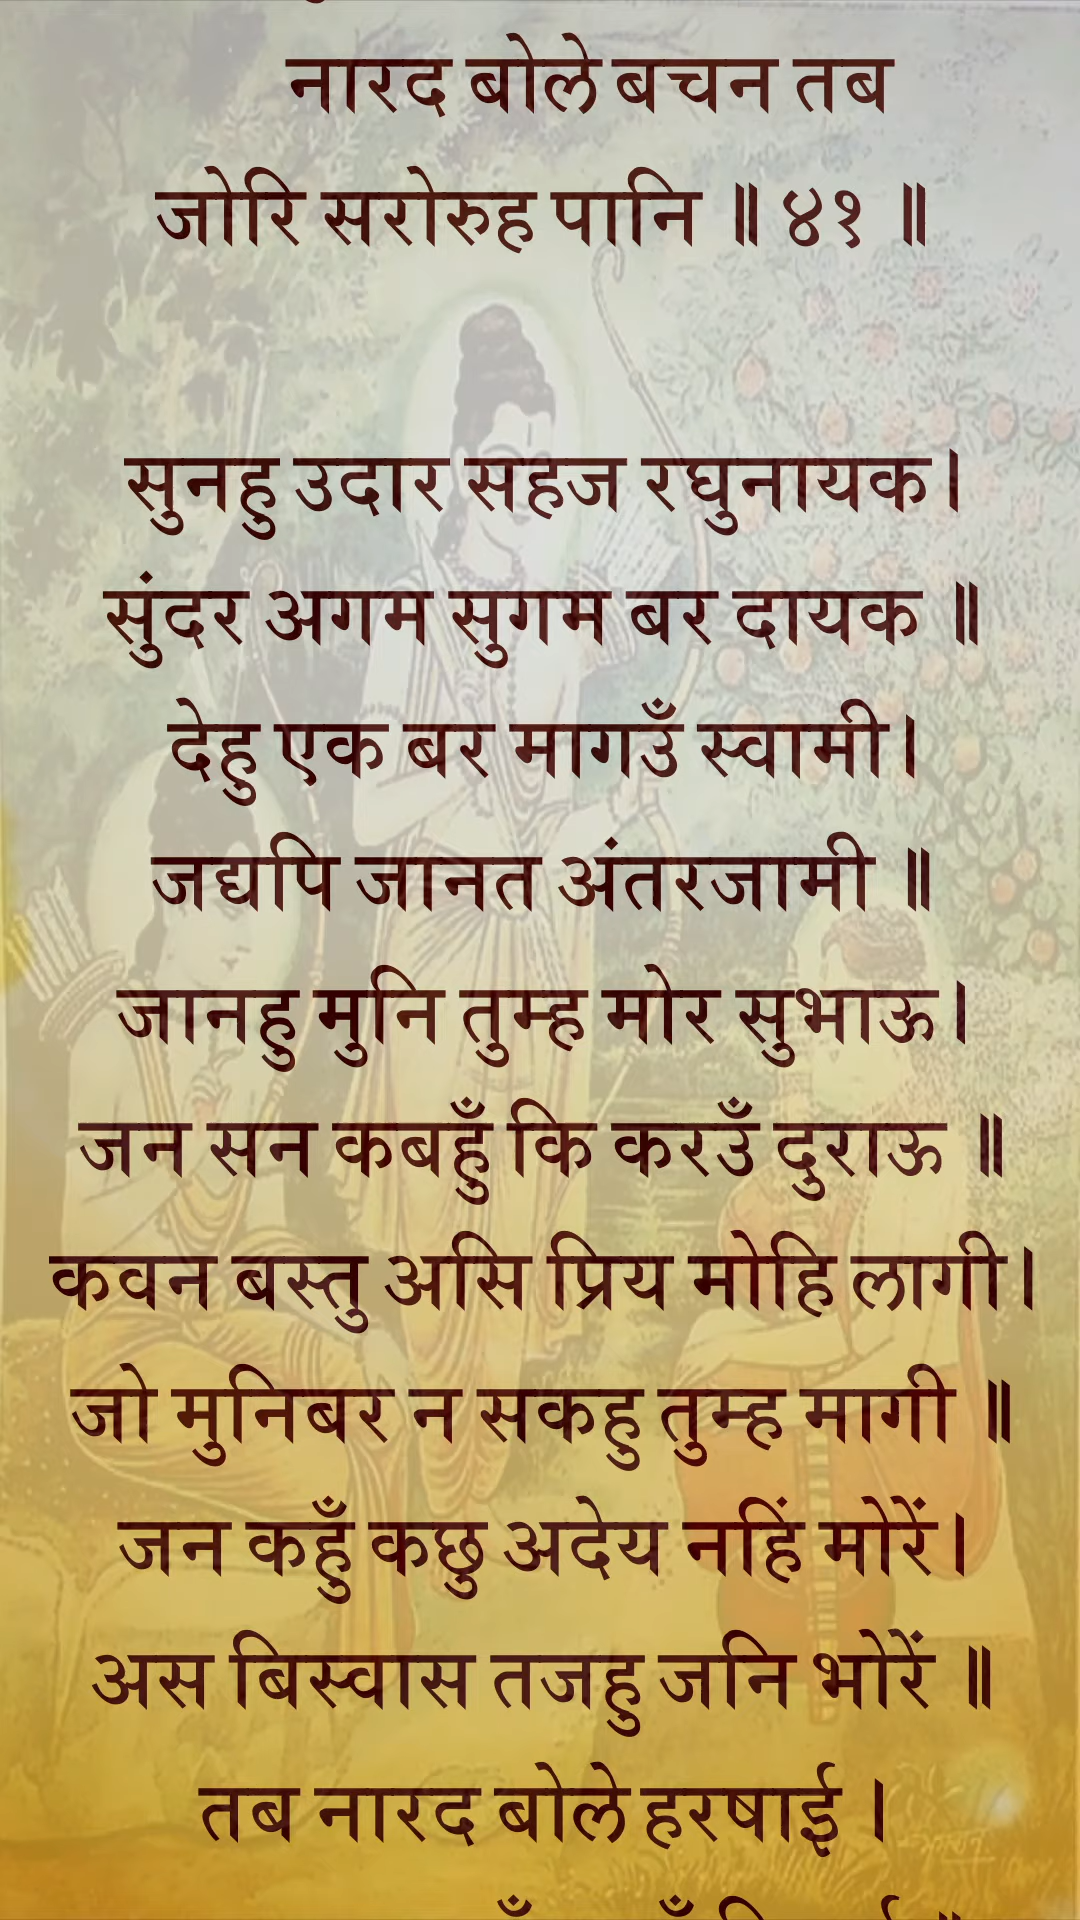 नारद बोले बचन तब
जोरि सरोरुह पानि ॥ ४१ ॥
सुनहु उदार सहज रघुनायक।
सुंदर अगम सुगम बर दायक ॥
देहु एक बर मागउँ स्वामी।
जद्यपि जानत अंतरजामी ॥
जानहु मुनि तुम्ह मोर सुभाऊ।
जन सन कबहुँ कि करउँ दुराऊ ॥
कवन बस्तु असि प्रिय मोहि लागी।
जो मुनिबर न सकहु तुम्ह मागी ॥
जन कहुँ कछु अदेय नहिं मोरें।
अस बिस्वास तजहु जनि भोरें ॥
तब नारद बोले हरषाई ।